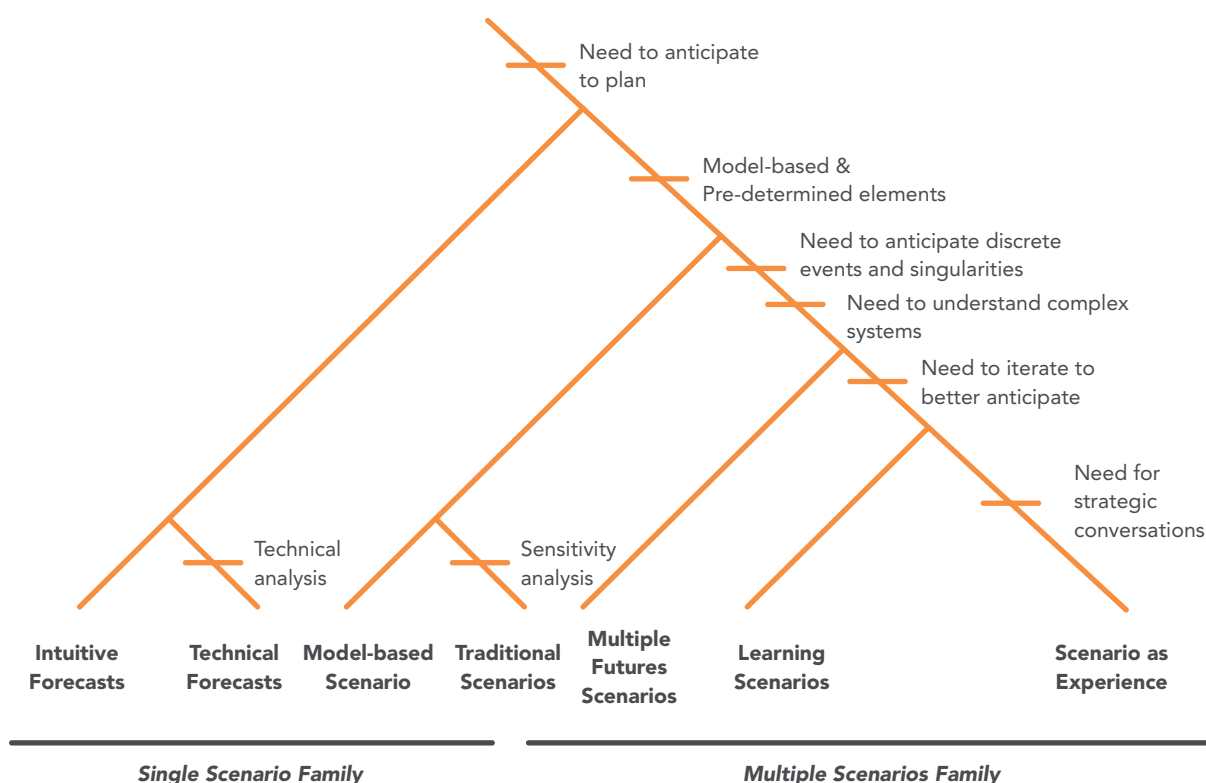 Need to anticipate
to plan
Model-based &
Pre-determined elements
Need to anticipate discrete
events and singularities
Need to understand complex
systems
Need to iterate to
better anticipate
Need for
strategic
conversations
Technical
analysis
Sensitivity
analysis
Intuitive
Forecasts
Technical
Forecasts
Model-based
Scenario
Traditional
Scenarios
Multiple
Futures
Scenarios
Learning
Scenarios
Scenario as
Experience
Single Scenario Family
Multiple Scenarios Family